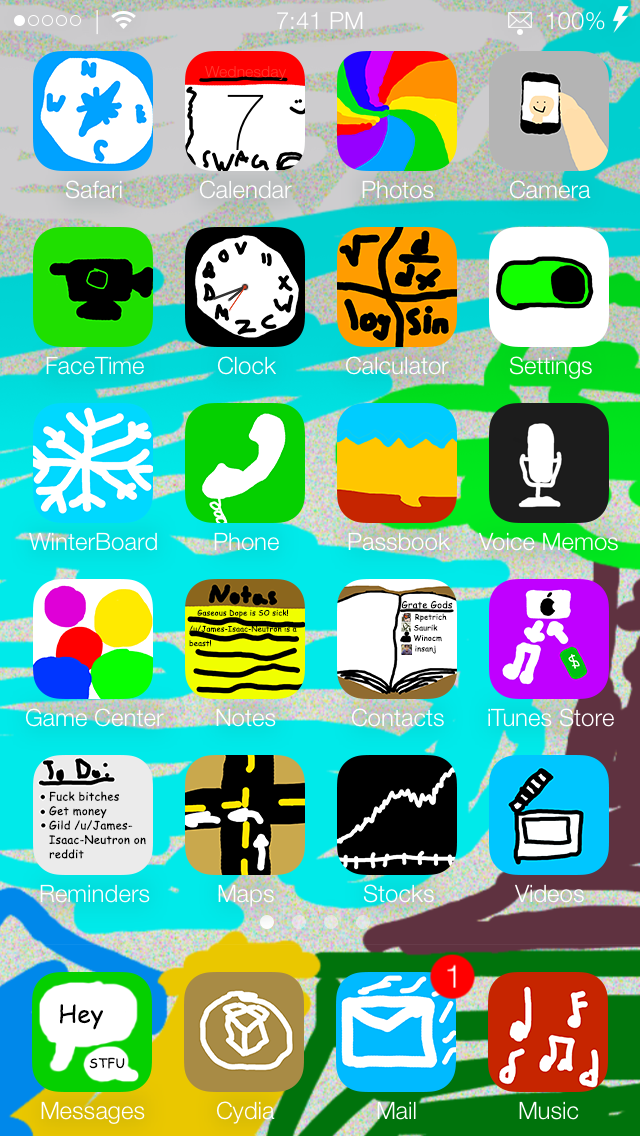 7:41 PM 100%
Wednesday
7
SWAG
N
W E
S
Safari Calendar Photos Camera
√ d/dx
log Sin
FaceTime Clock Calculator Settings
WinterBoard Phone Passbook Voice Memos
Notas
Gaseous Dope is SO sick!
/u/James-Isaac-Neutron is a
beast!
Grate Gods
Rpetrich
Saurik
Winocm
insanj
$
Game Center Notes Contacts iTunes Store
To Do:
• Fuck bitches
• Get money
• Gild /u/James-
Isaac-Neutron on
reddit
Reminders Maps Stocks Videos
Hey
STFU
1
Messages Cydia Mail Music